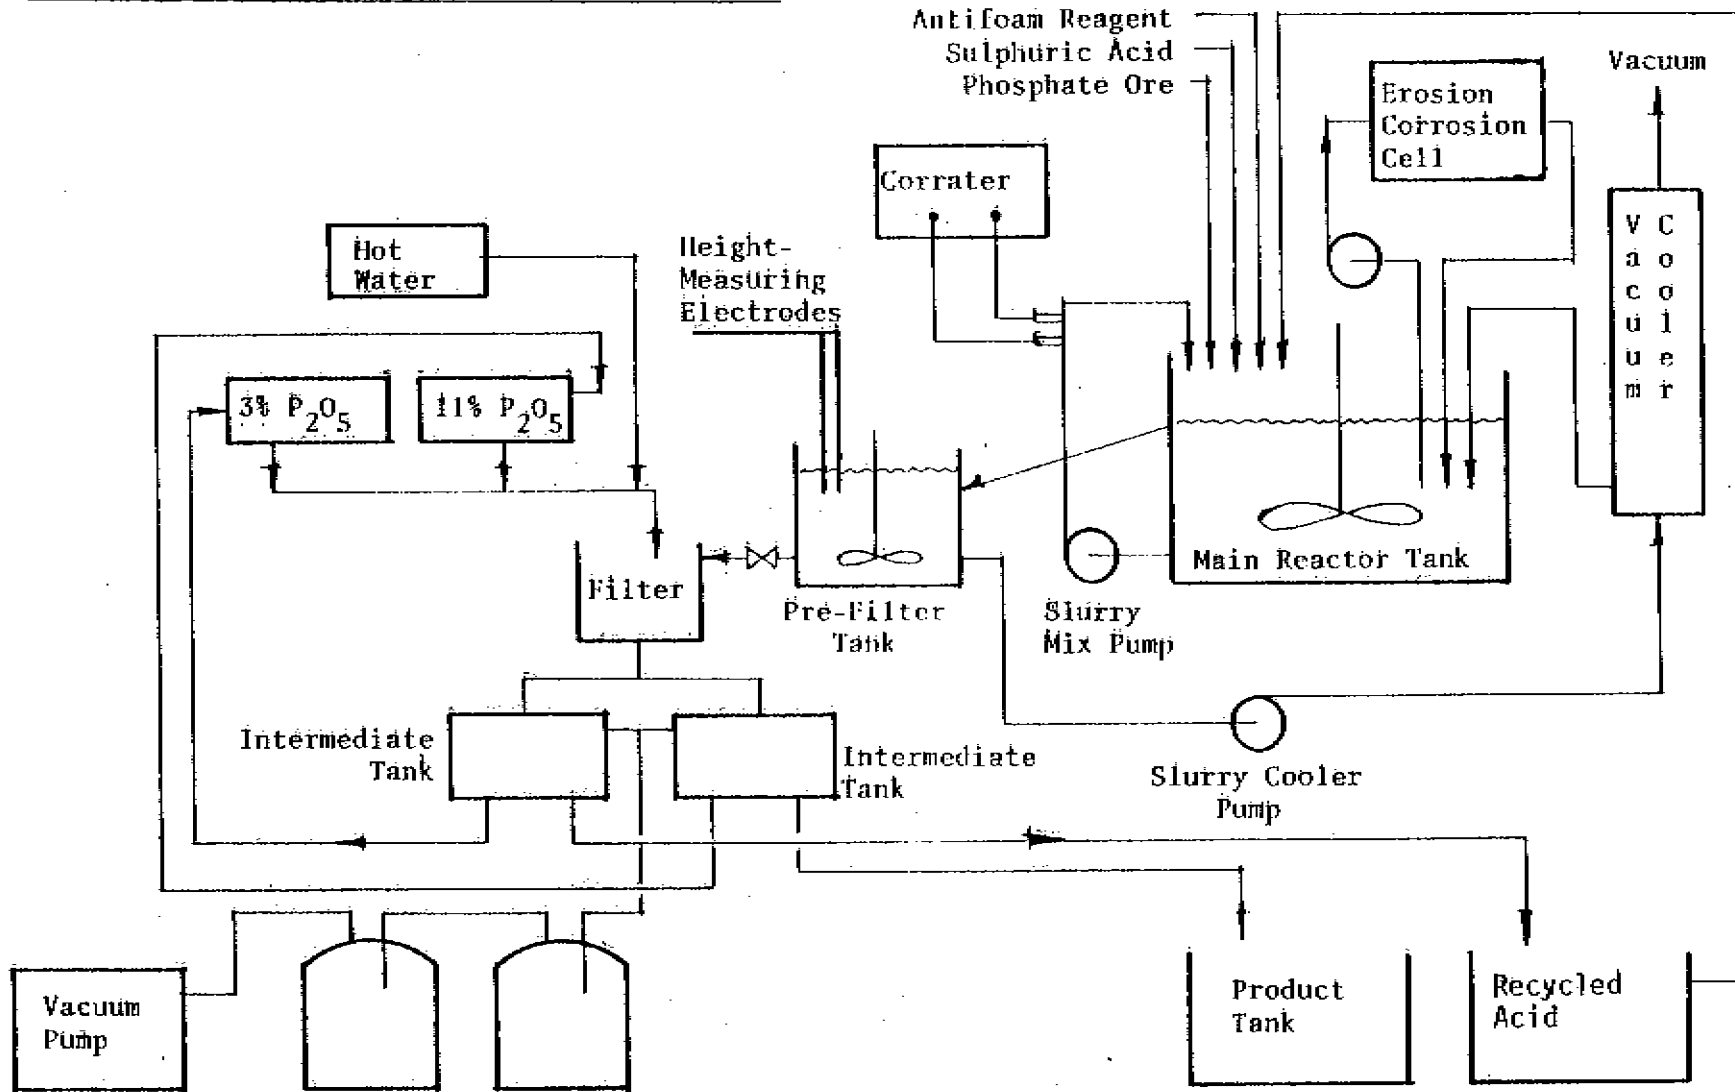 Antifoam Reagent
Sulphuric Acid
Phosphate Ore
Vacuum
Erosion
Corrosion
Cell
Corrater
Vacuum
Cooler
Hot
Water
Height-
Measuring
Electrodes
3% P2O5
11% P2O5
Main Reactor Tank
Filter
Pre-Filter
Tank
Slurry
Mix Pump
Intermediate
Tank
Intermediate
Tank
Slurry Cooler
Pump
Vacuum
Pump
Product
Tank
Recycled
Acid